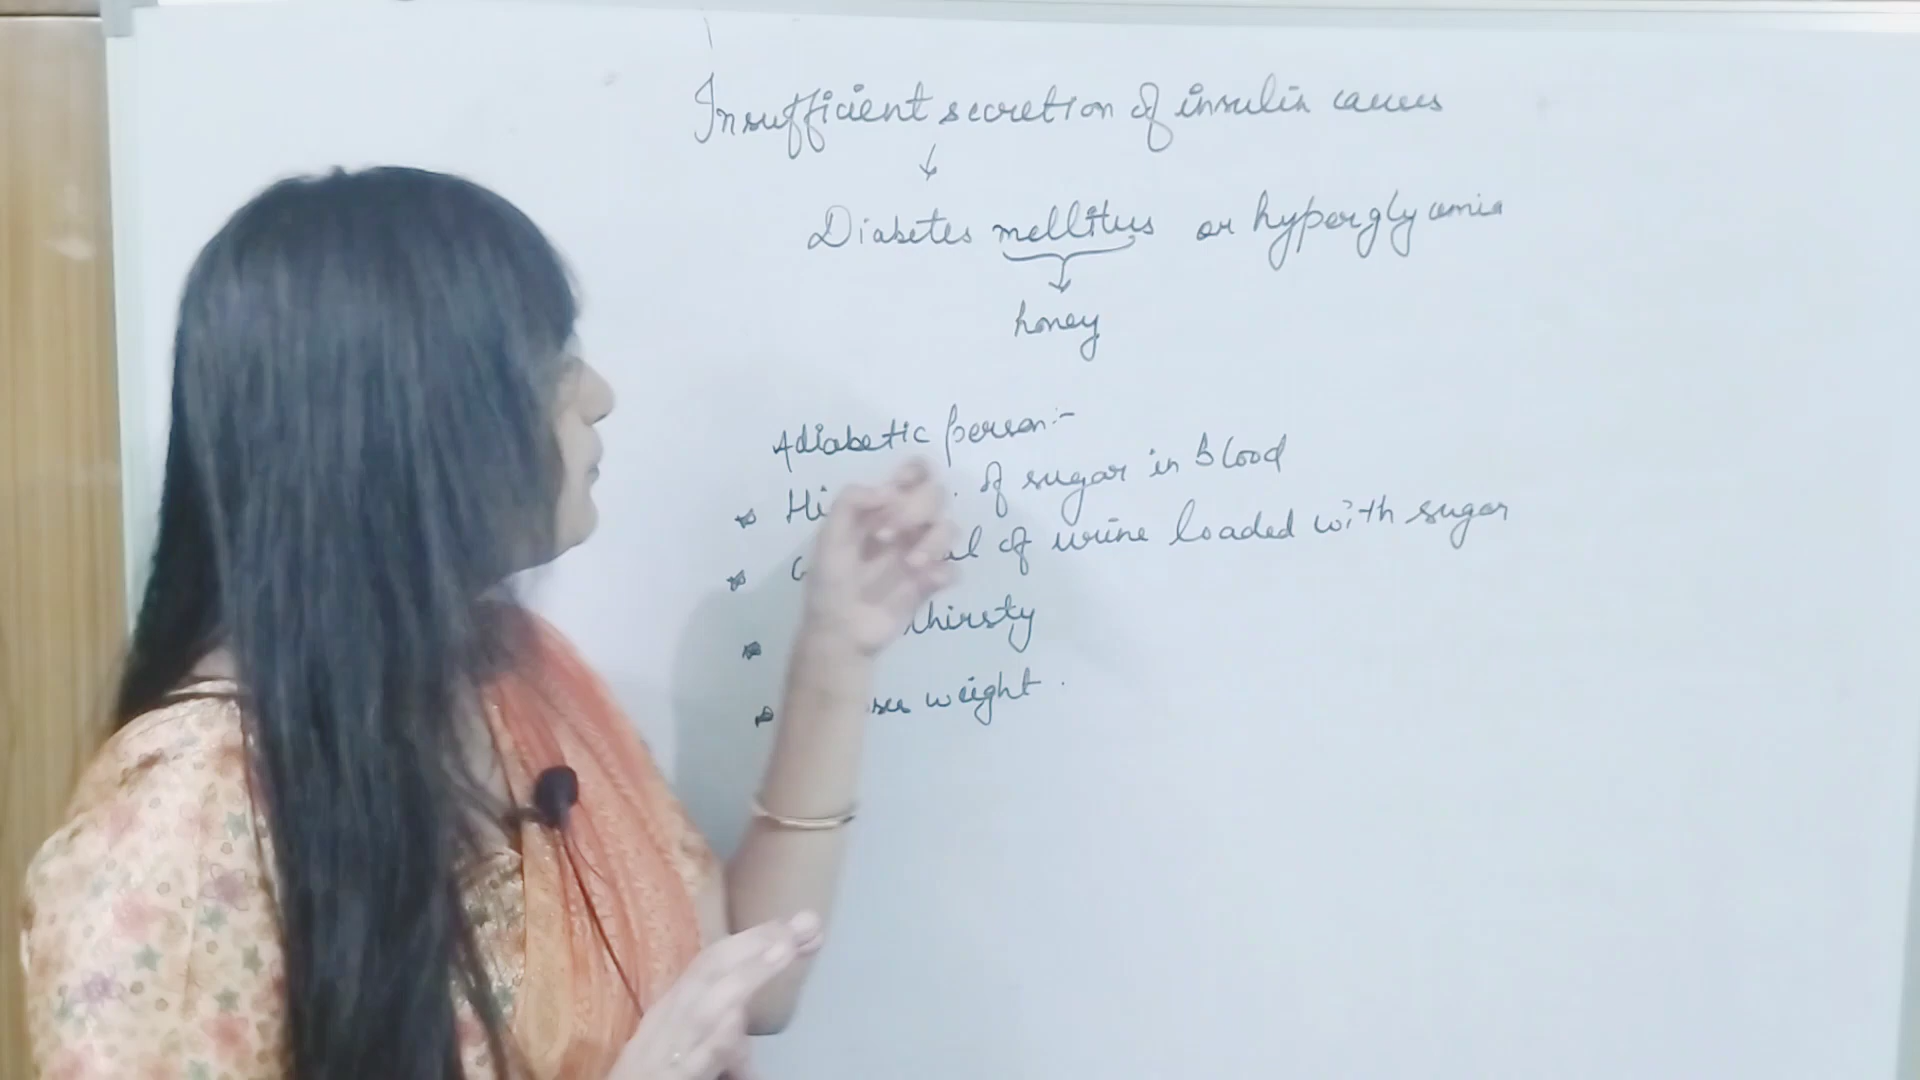 Insufficient secretion of insulin causes
↓
Diabetes mellitus or hyperglycemia
honey
A diabetic person:-
of sugar in blood
of urine loaded with sugar
thirsty
weight.